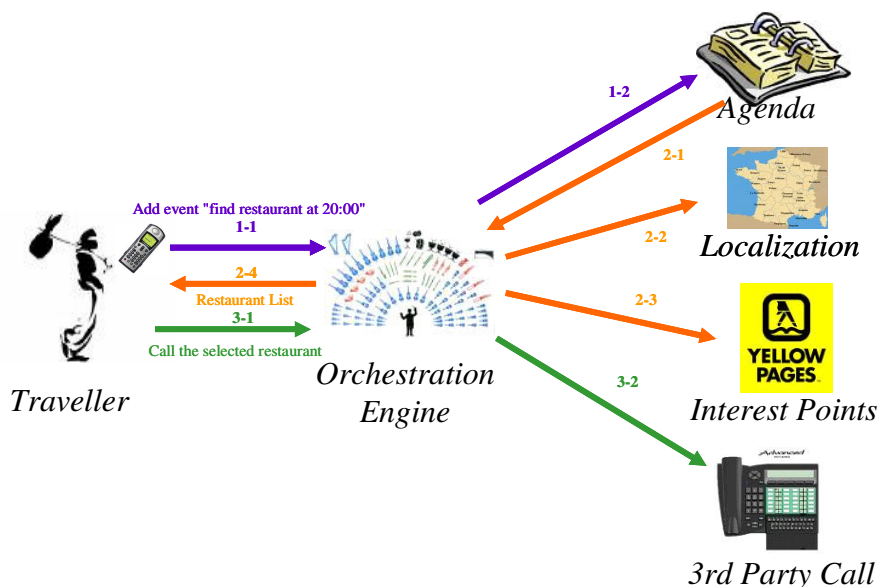 1-2
Agenda
2-1
Add event "find restaurant at 20:00"
1-1
2-2
Localization
2-4
Restaurant List
2-3
3-1
Call the selected restaurant
YELLOW
PAGES
Orchestration
Engine
3-2
Traveller
Interest Points
Advanced
3rd Party Call